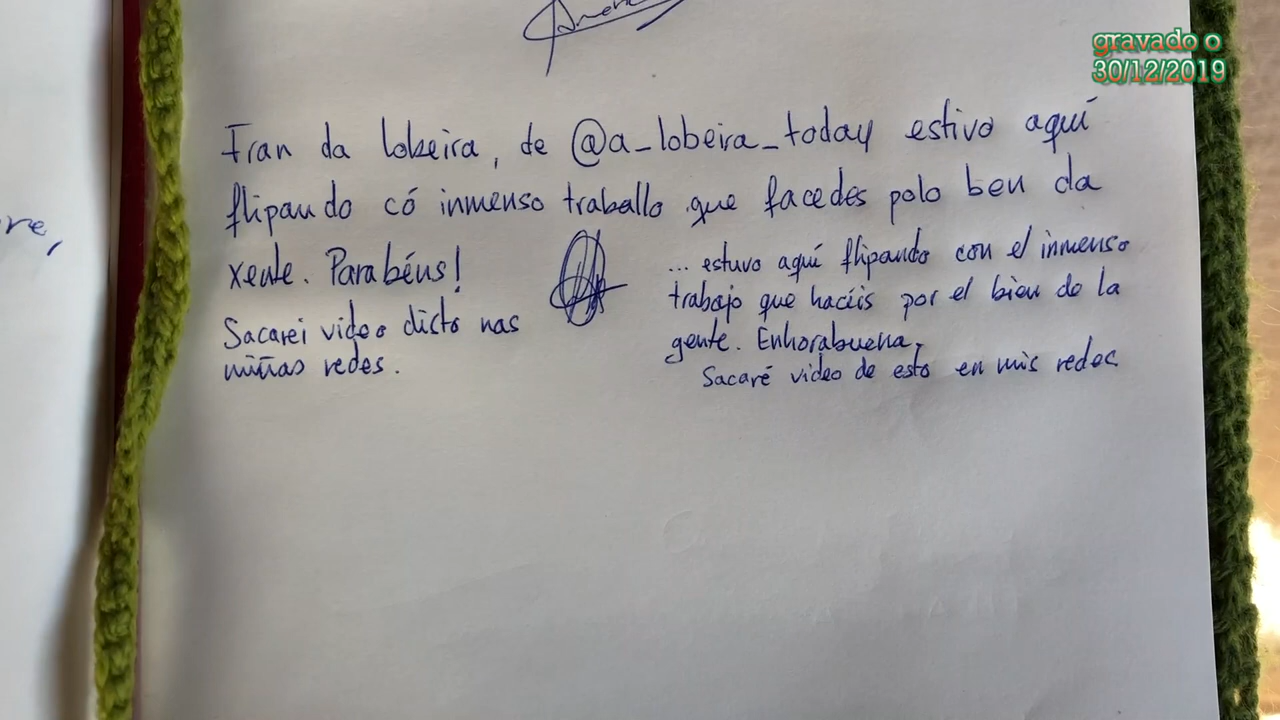 gravado o
30/12/2019
re,
Fran da lobeira, de @a_lobeira_today estivo aquí
flipando có inmenso traballo que facedes polo ben da
xente. Parabéns!
Sacarei video disto nas
miñas redes.
... estuvo aquí flipando con el inmenso
trabajo que hacéis por el bien de la
gente. Enhorabuena.
Sacaré video de esto en mis redes